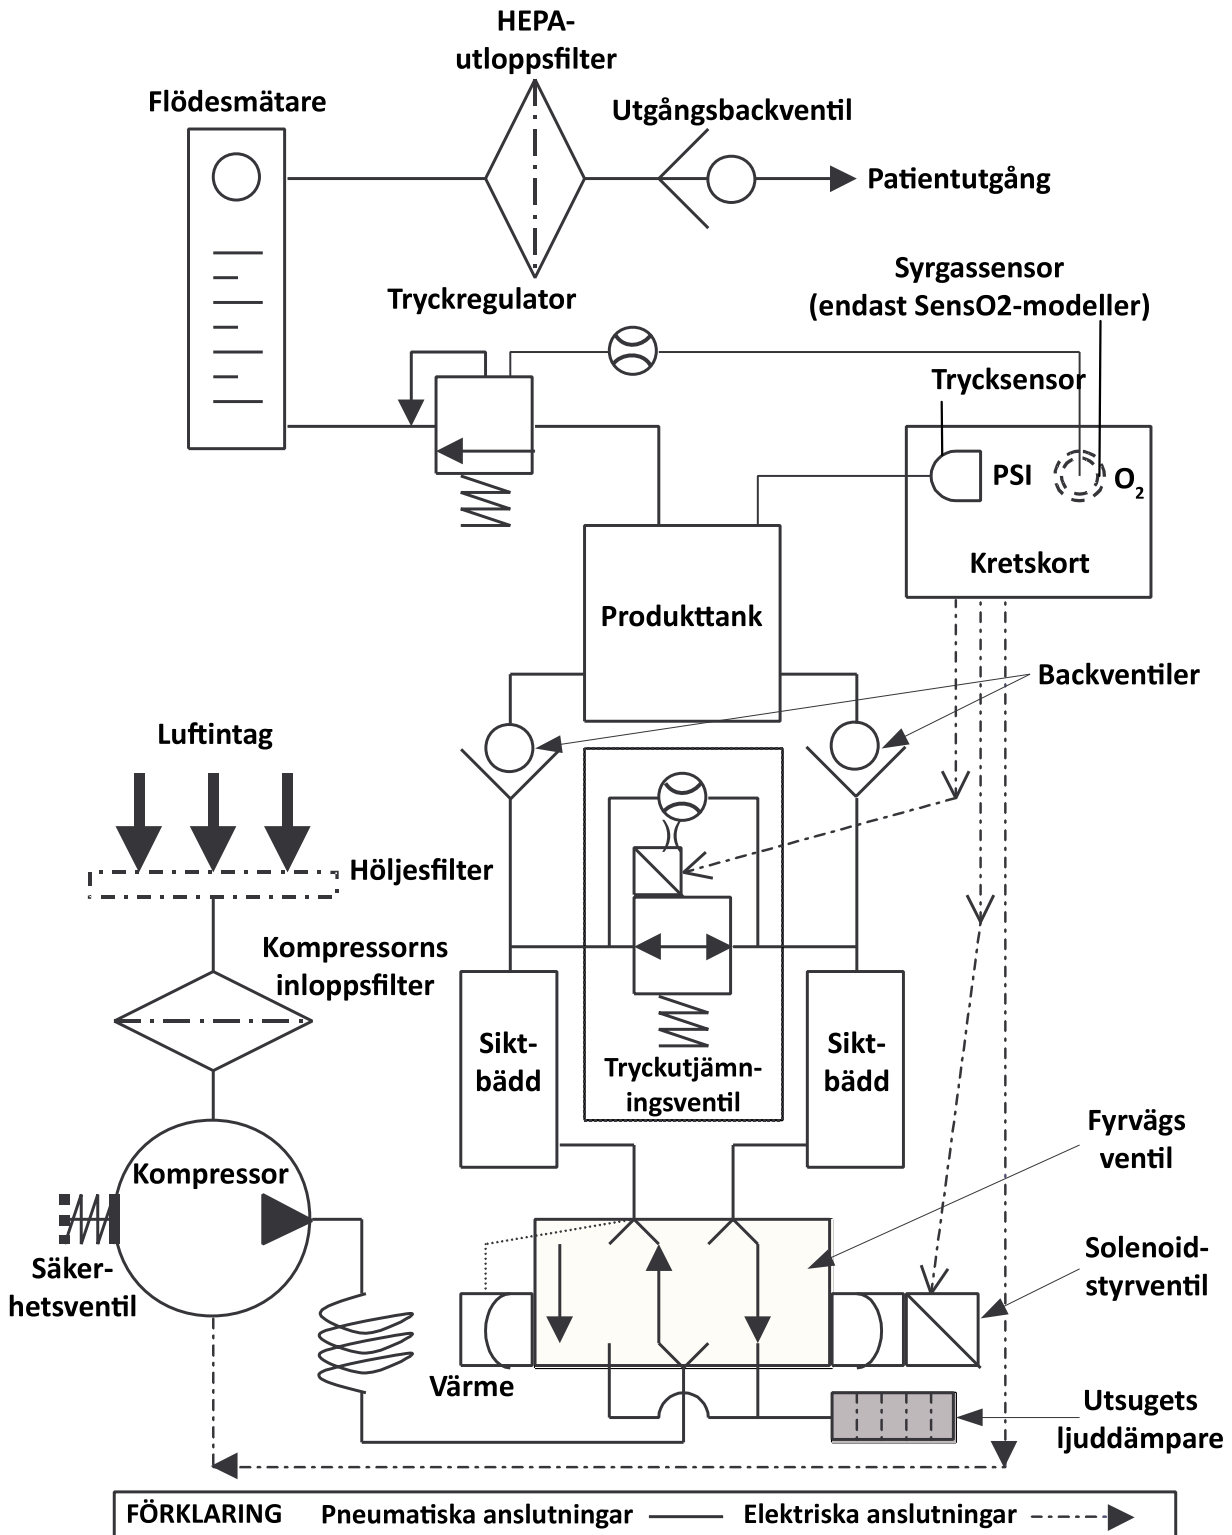 HEPA-
utloppsfilter
Flödesmätare
Utgångsbackventil
Patientutgång
Syrgassensor
(endast SensO2-modeller)
Tryckregulator
Trycksensor
PSI
O₂
Kretskort
Produkttank
Backventiler
Luftintag
Höljesfilter
Kompressorns
inloppsfilter
Sikt-
bädd
Tryckutjämn-
ingsventil
Sikt-
bädd
Fyrvägs
ventil
Kompressor
Säker-
hetsventil
Solenoid-
styrventil
Värme
Utsugets
ljuddämpare
FÖRKLARING Pneumatiska anslutningar Elektriska anslutningar